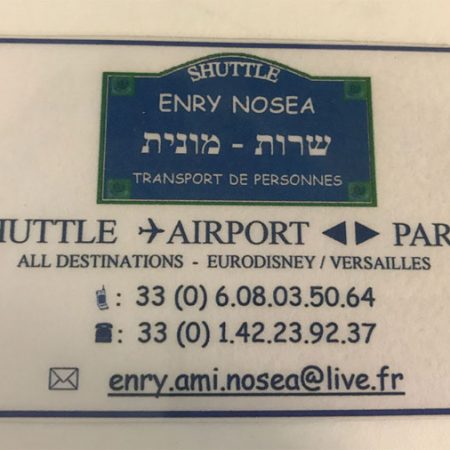 SHUTTLE
ENRY NOSEA
שרות - מונית
TRANSPORT DE PERSONNES
HUTTLE ✈AIRPORT ◄► PAR
ALL DESTINATIONS - EURODISNEY / VERSAILLES
: 33 (0) 6.08.03.50.64
: 33 (0) 1.42.23.92.37
enry.ami.nosea@live.fr